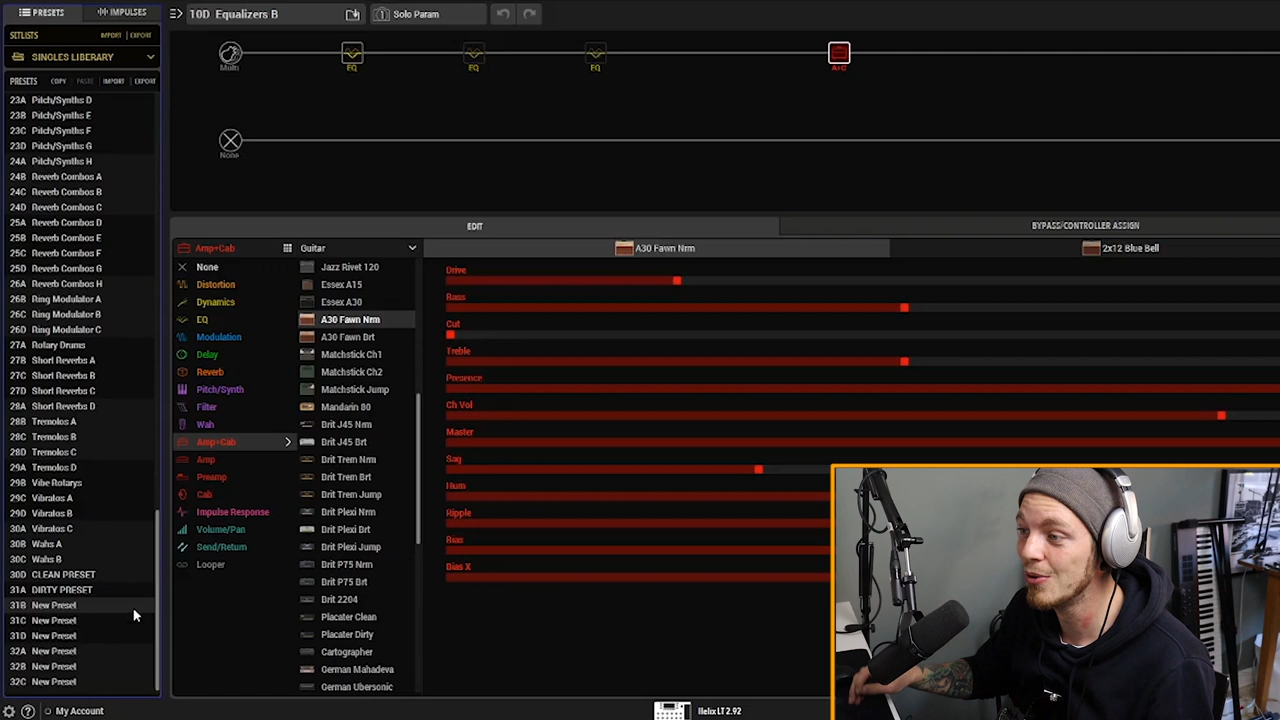 PRESETS
IMPULSES
10D Equalizers B
Solo Param
SETLISTS
IMPORT
EXPORT
SINGLES LIBERARY
PRESETS
COPY
PASTE
IMPORT
EXPORT
23A Pitch/Synths D
23B Pitch/Synths E
23C Pitch/Synths F
23D Pitch/Synths G
24A Pitch/Synths H
24B Reverb Combos A
24C Reverb Combos B
24D Reverb Combos C
25A Reverb Combos D
25B Reverb Combos E
25C Reverb Combos F
25D Reverb Combos G
26A Reverb Combos H
26B Ring Modulator A
26C Ring Modulator B
26D Ring Modulator C
27A Rotary Drums
27B Short Reverbs A
27C Short Reverbs B
27D Short Reverbs C
28A Short Reverbs D
28B Tremolos A
28C Tremolos B
28D Tremolos C
29A Tremolos D
29B Vibe Rotarys
29C Vibratos A
29D Vibratos B
30A Vibratos C
30B Wahs A
30C Wahs B
30D CLEAN PRESET
31A DIRTY PRESET
31B New Preset
31C New Preset
31D New Preset
32A New Preset
32B New Preset
32C New Preset
My Account
Multi
EQ
EQ
EQ
A+C
None
EDIT
BYPASS/CONTROLLER ASSIGN
Amp+Cab
Guitar
A30 Fawn Nrm
2x12 Blue Bell
None
Distortion
Dynamics
EQ
Modulation
Delay
Reverb
Pitch/Synth
Filter
Wah
Amp+Cab
Amp
Preamp
Cab
Impulse Response
Volume/Pan
Send/Return
Looper
Jazz Rivet 120
Essex A15
Essex A30
A30 Fawn Nrm
A30 Fawn Brt
Matchstick Ch1
Matchstick Ch2
Matchstick Jump
Mandarin 80
Brit J45 Nrm
Brit J45 Brt
Brit Trem Nrm
Brit Trem Brt
Brit Trem Jump
Brit Plexi Nrm
Brit Plexi Brt
Brit Plexi Jump
Brit P75 Nrm
Brit P75 Brt
Brit 2204
Placater Clean
Placater Dirty
Cartographer
German Mahadeva
German Ubersonic
Drive
Bass
Cut
Treble
Presence
Ch Vol
Master
Sag
Hum
Ripple
Bias
Bias X
Helix LT 2.92